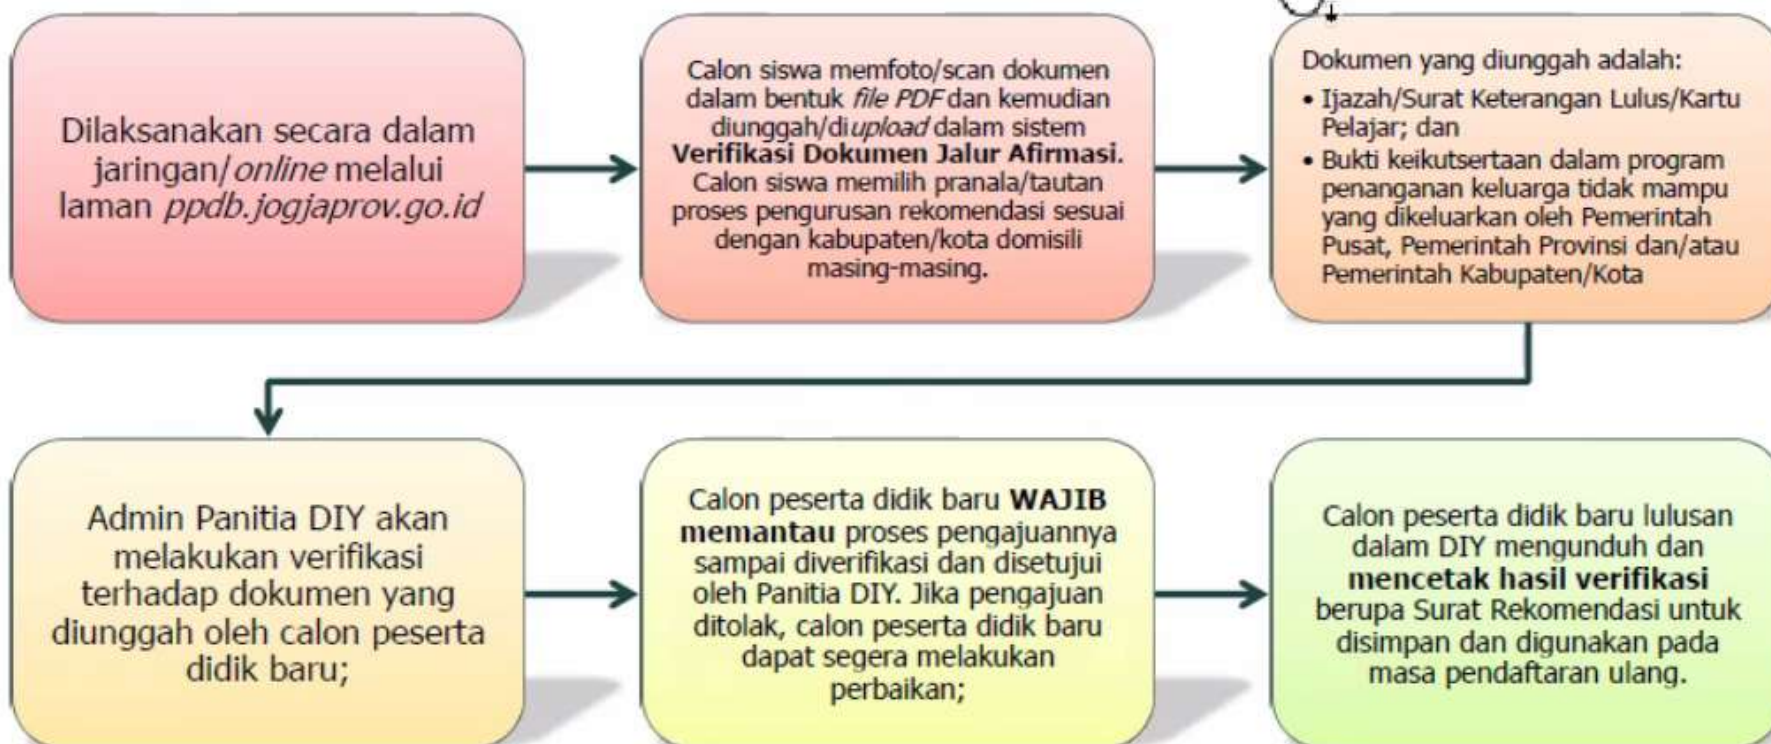 Dilaksanakan secara dalam
jaringan/online melalui
laman ppdb.jogjaprov.go.id
Calon siswa memfoto/scan dokumen
dalam bentuk file PDF dan kemudian
diunggah/diupload dalam sistem
Verifikasi Dokumen Jalur Afirmasi.
Calon siswa memilih pranala/tautan
proses pengurusan rekomendasi sesuai
dengan kabupaten/kota domisili
masing-masing.
Dokumen yang diunggah adalah:
• Ijazah/Surat Keterangan Lulus/Kartu
Pelajar; dan
• Bukti keikutsertaan dalam program
penanganan keluarga tidak mampu
yang dikeluarkan oleh Pemerintah
Pusat, Pemerintah Provinsi dan/atau
Pemerintah Kabupaten/Kota
Admin Panitia DIY akan
melakukan verifikasi
terhadap dokumen yang
diunggah oleh calon peserta
didik baru;
Calon peserta didik baru WAJIB
memantau proses pengajuannya
sampai diverifikasi dan disetujui
oleh Panitia DIY. Jika pengajuan
ditolak, calon peserta didik baru
dapat segera melakukan
perbaikan;
Calon peserta didik baru lulusan
dalam DIY mengunduh dan
mencetak hasil verifikasi
berupa Surat Rekomendasi untuk
disimpan dan digunakan pada
masa pendaftaran ulang.